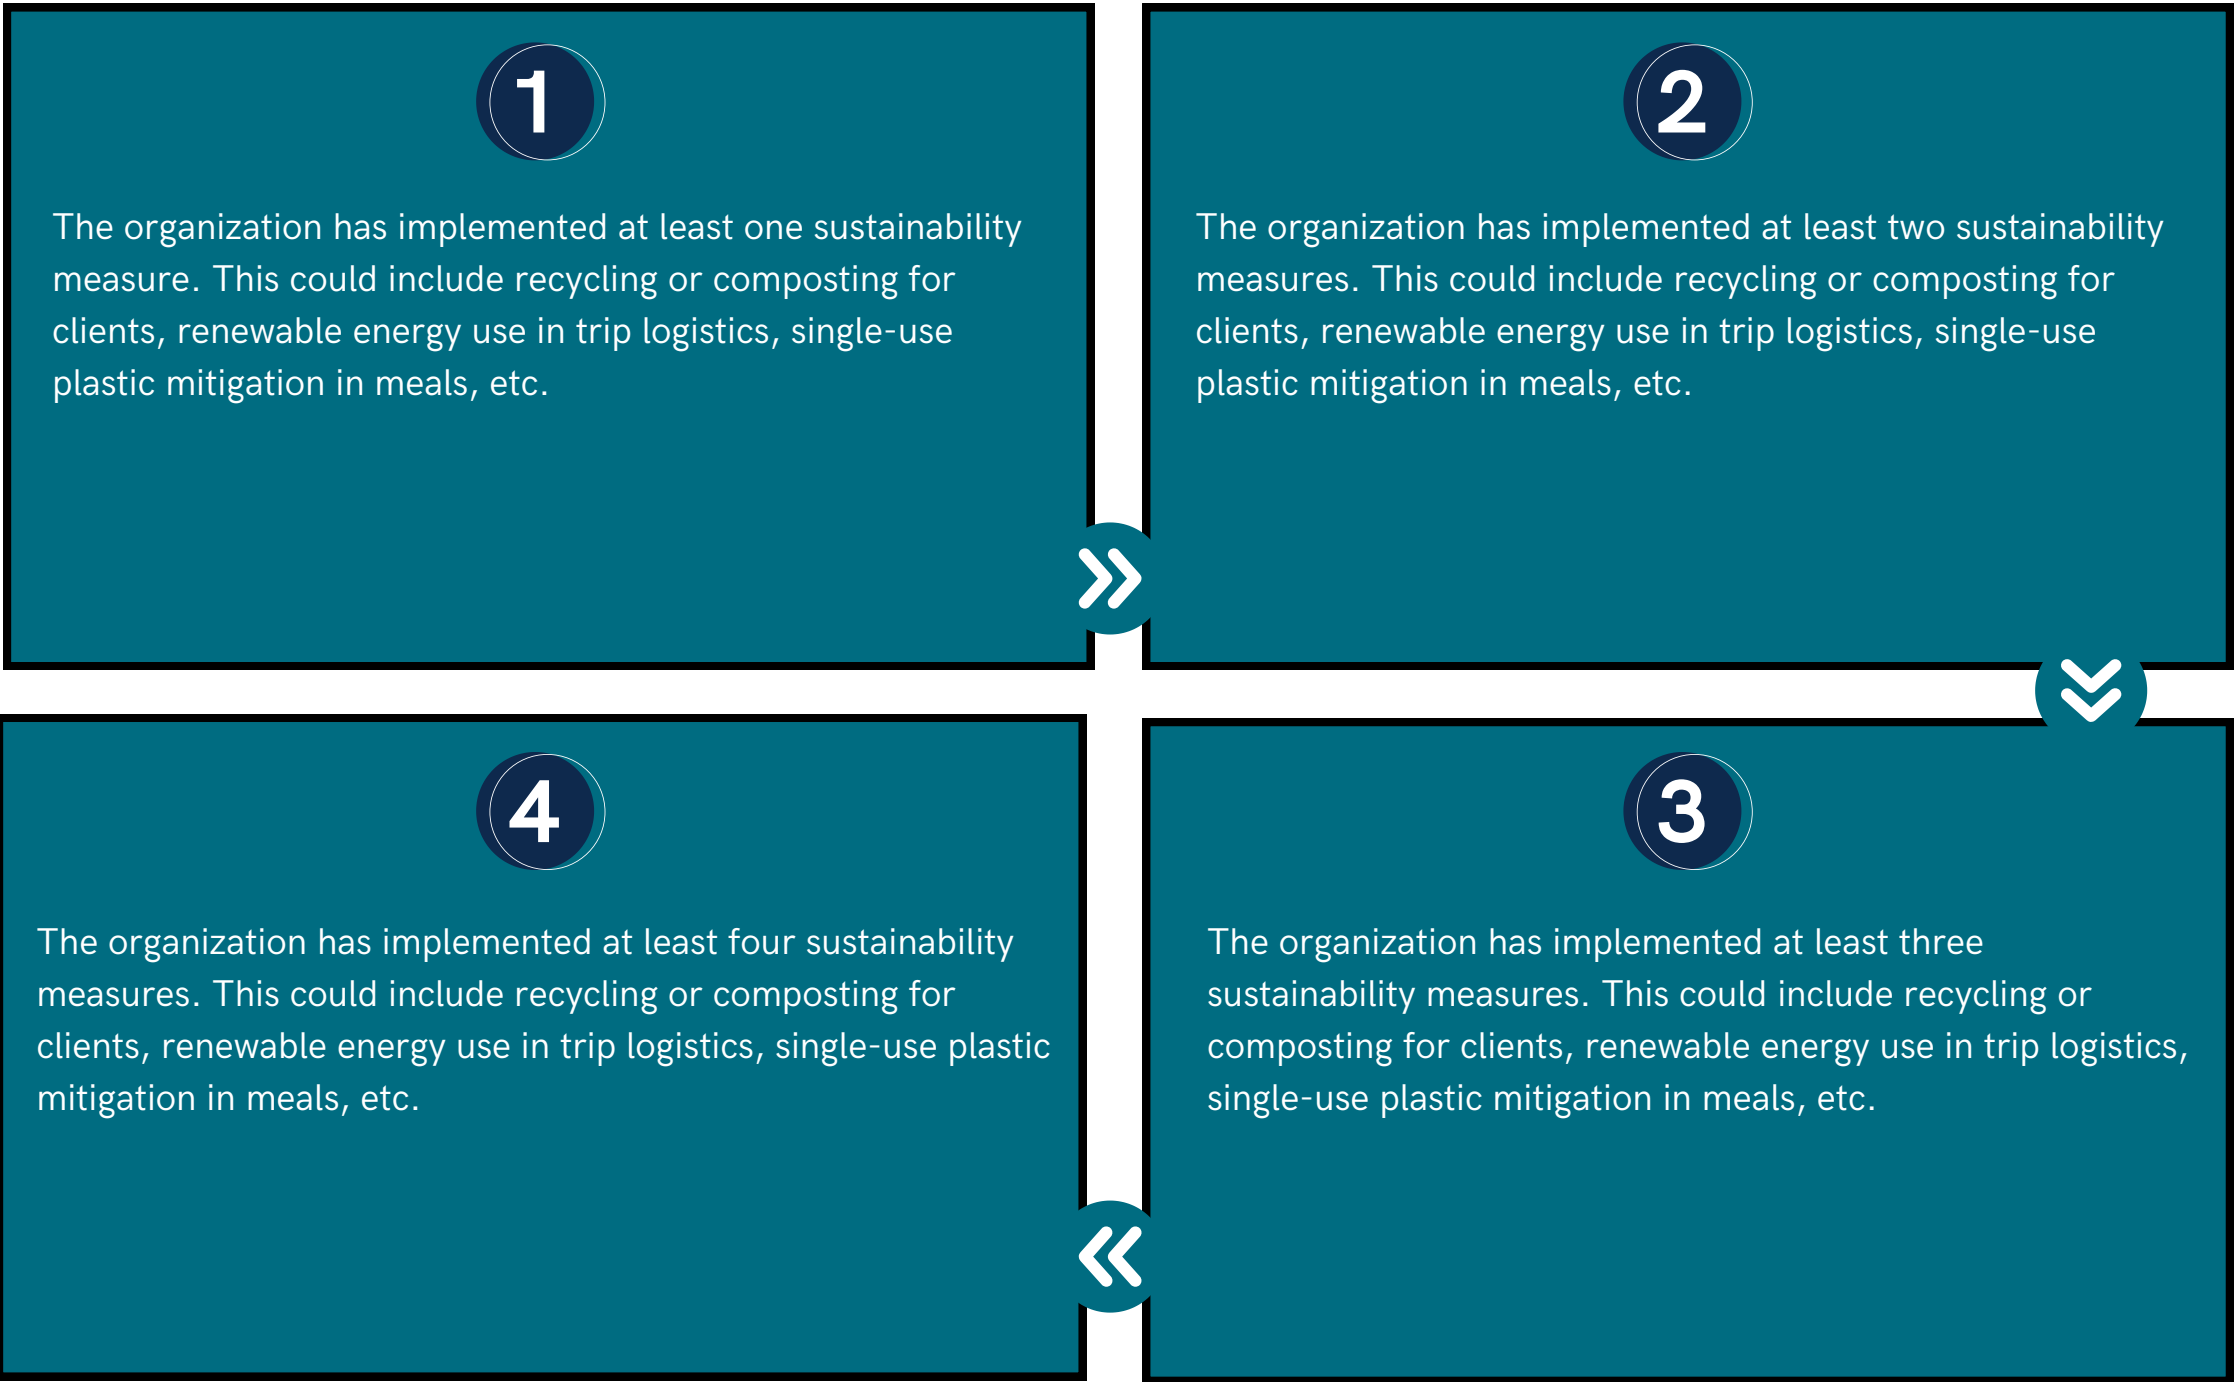 1
The organization has implemented at least one sustainability
measure. This could include recycling or composting for
clients, renewable energy use in trip logistics, single-use
plastic mitigation in meals, etc.
2
The organization has implemented at least two sustainability
measures. This could include recycling or composting for
clients, renewable energy use in trip logistics, single-use
plastic mitigation in meals, etc.
3
The organization has implemented at least three
sustainability measures. This could include recycling or
composting for clients, renewable energy use in trip logistics,
single-use plastic mitigation in meals, etc.
4
The organization has implemented at least four sustainability
measures. This could include recycling or composting for
clients, renewable energy use in trip logistics, single-use plastic
mitigation in meals, etc.